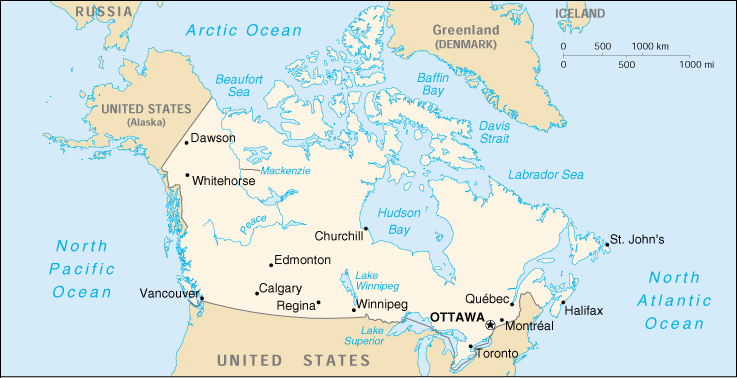 RUSSIA
ICELAND
Arctic Ocean
Greenland
(DENMARK)
0 500 1000 km
0 500 1000 mi
Beaufort
Sea
Baffin
Bay
UNITED STATES
(Alaska)
Davis
Strait
Dawson
Mackenzie
Labrador Sea
Whitehorse
Peace
Hudson
Bay
Churchill
St. John's
North
Pacific
Ocean
Edmonton
Lake
Winnipeg
North
Atlantic
Ocean
Vancouver
Calgary
Regina
Winnipeg
Québec
Halifax
OTTAWA
Montréal
Lake
Superior
Toronto
UNITED STATES